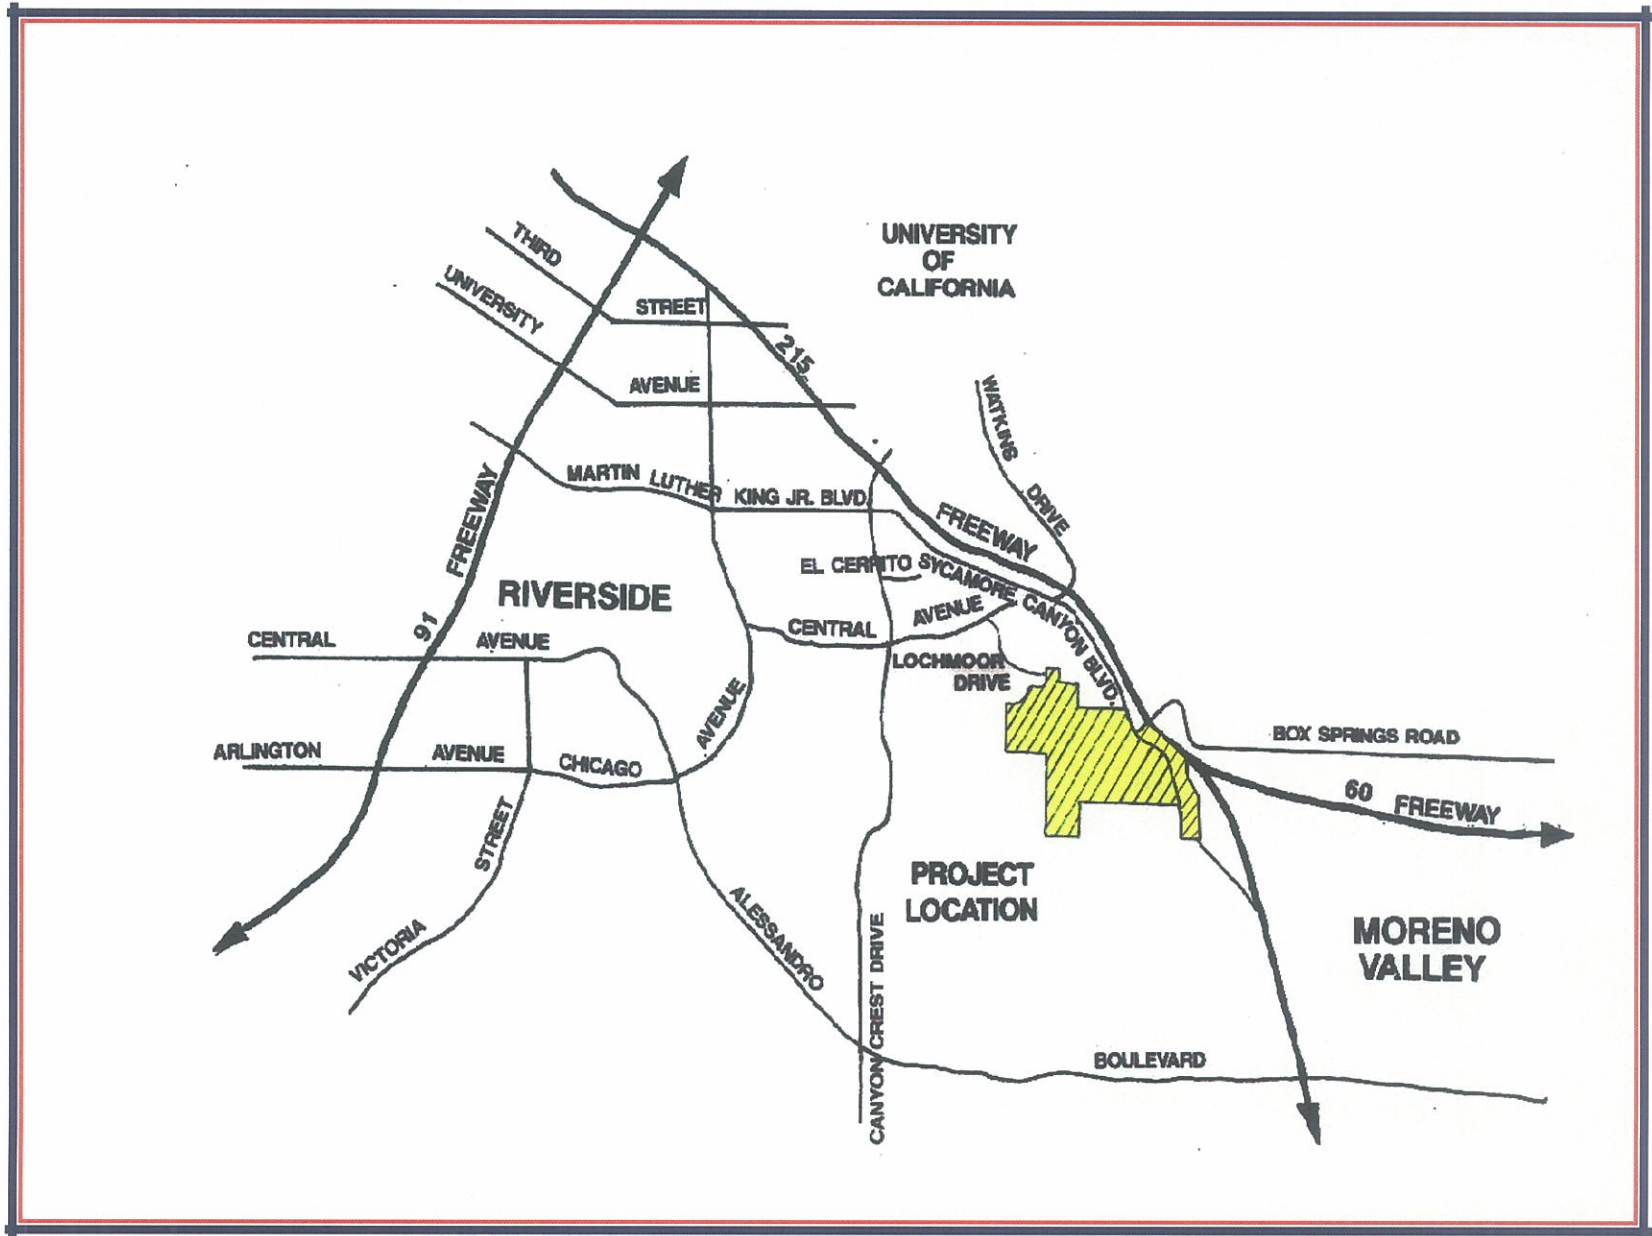 THIRD
STREET
UNIVERSITY
AVENUE
UNIVERSITY
OF
CALIFORNIA
215
WATKINS
DRIVE
MARTIN LUTHER KING JR. BLVD.
FREEWAY
FREEWAY
91
EL CERRITO
SYCAMORE CANYON BLVD.
RIVERSIDE
CENTRAL
AVENUE
CENTRAL
AVENUE
LOCHMOOR
DRIVE
ARLINGTON
AVENUE
CHICAGO
AVENUE
BOX SPRINGS ROAD
60 FREEWAY
VICTORIA
STREET
PROJECT
LOCATION
ALESSANDRO
BOULEVARD
CANYON CREST DRIVE
MORENO
VALLEY